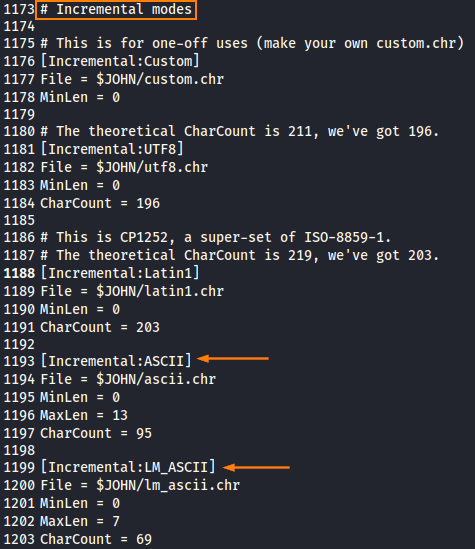 1173 # Incremental modes
1174
1175 # This is for one-off uses (make your own custom.chr)
1176 [Incremental:Custom]
1177 File = $JOHN/custom.chr
1178 MinLen = 0
1179
1180 # The theoretical CharCount is 211, we've got 196.
1181 [Incremental:UTF8]
1182 File = $JOHN/utf8.chr
1183 MinLen = 0
1184 CharCount = 196
1185
1186 # This is CP1252, a super-set of ISO-8859-1.
1187 # The theoretical CharCount is 219, we've got 203.
1188 [Incremental:Latin1]
1189 File = $JOHN/latin1.chr
1190 MinLen = 0
1191 CharCount = 203
1192
1193 [Incremental:ASCII]
1194 File = $JOHN/ascii.chr
1195 MinLen = 0
1196 MaxLen = 13
1197 CharCount = 95
1198
1199 [Incremental:LM_ASCII]
1200 File = $JOHN/lm_ascii.chr
1201 MinLen = 0
1202 MaxLen = 7
1203 CharCount = 69